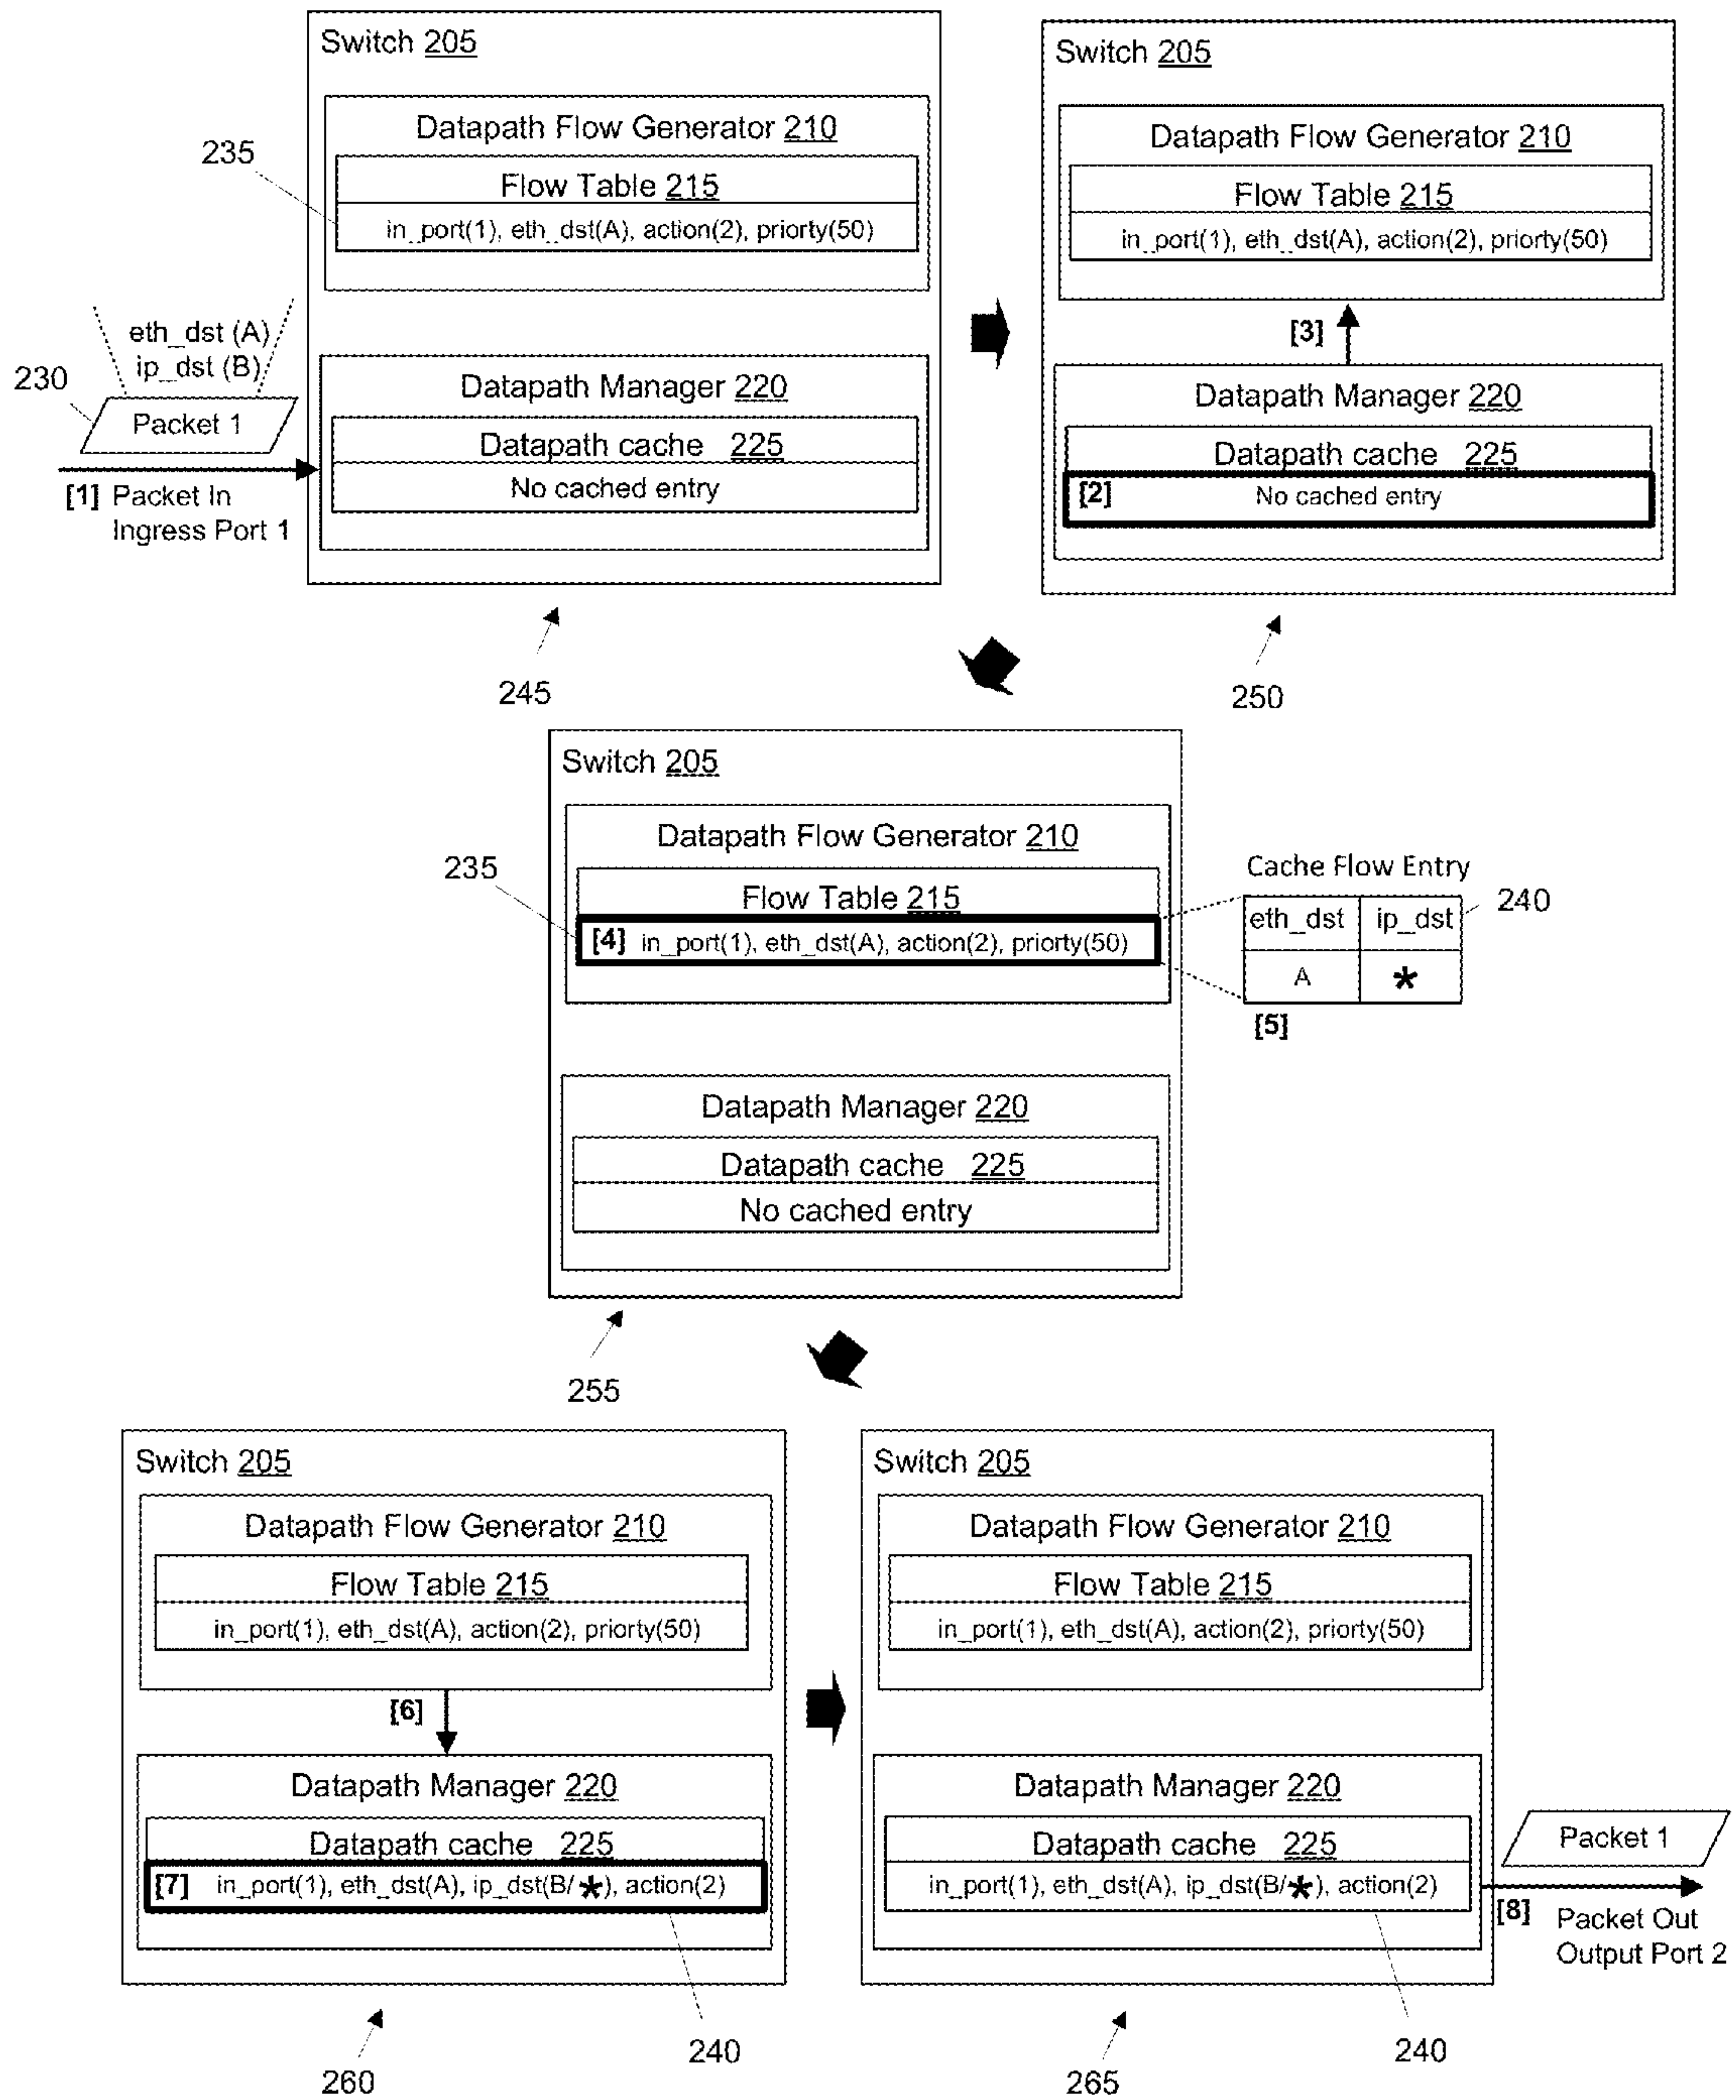 Switch 205
Datapath Flow Generator 210
Flow Table 215
in_port(1), eth_dst(A), action(2), priorty(50)
235
eth_dst (A)
ip_dst (B)
230
Packet 1
[1] Packet In
Ingress Port 1
Datapath Manager 220
Datapath cache 225
No cached entry
245
Switch 205
Datapath Flow Generator 210
Flow Table 215
in_port(1), eth_dst(A), action(2), priorty(50)
[3]
Datapath Manager 220
Datapath cache 225
[2] No cached entry
250
Switch 205
Datapath Flow Generator 210
235
Flow Table 215
[4] in_port(1), eth_dst(A), action(2), priorty(50)
Cache Flow Entry
240
eth_dst ip_dst
A *
[5]
Datapath Manager 220
Datapath cache 225
No cached entry
255
Switch 205
Datapath Flow Generator 210
Flow Table 215
in_port(1), eth_dst(A), action(2), priorty(50)
[6]
Datapath Manager 220
Datapath cache 225
[7] in_port(1), eth_dst(A), ip_dst(B/*), action(2)
240
260
Switch 205
Datapath Flow Generator 210
Flow Table 215
in_port(1), eth_dst(A), action(2), priorty(50)
Datapath Manager 220
Datapath cache 225
in_port(1), eth_dst(A), ip_dst(B/*), action(2)
Packet 1
[8] Packet Out
Output Port 2
240
265